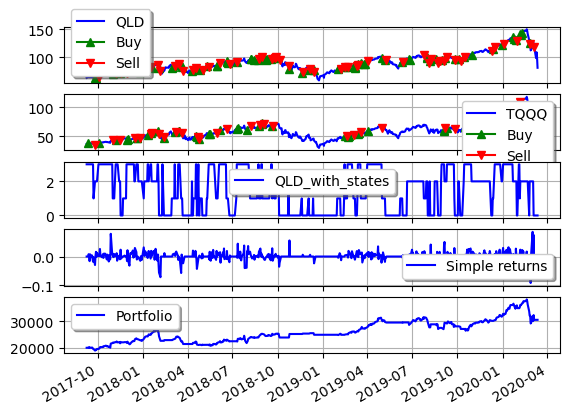 150
100
QLD
Buy
Sell
100
50
TQQQ
Buy
Sell
2
0
QLD_with_states
0.0
−0.1
Simple returns
30000
20000
Portfolio
2017-10
2018-01
2018-04
2018-07
2018-10
2019-01
2019-04
2019-07
2019-10
2020-01
2020-04